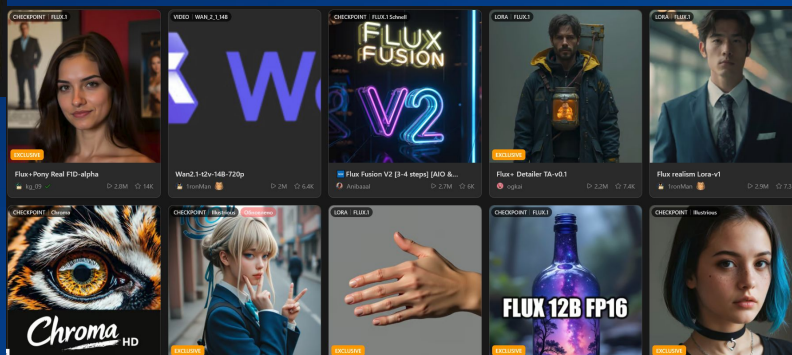 CHECKPOINT FLUX.1
EXCLUSIVE
Flux+Pony Real F1D-alpha
kg_09
2.8M 14K
VIDEO WAN_2_1_14B
W
Wan2.1-t2v-14B-720p
1ronMan
2M 6.4K
CHECKPOINT FLUX.1 Schnell
FLUX
FUSION
V2
Flux Fusion V2 [3-4 steps] [AIO &...
Anibaaal
2.7M 6K
LORA FLUX.1
EXCLUSIVE
Flux+ Detailer TA-v0.1
ogkai
2.2M 7.4K
LORA FLUX.1
Flux realism Lora-v1
1ronMan
2.9M
CHECKPOINT Chroma
Chroma HD
CHECKPOINT Illustrious
EXCLUSIVE
LORA FLUX.1
EXCLUSIVE
CHECKPOINT FLUX.1
FLUX 12B FP16
EXCLUSIVE
CHECKPOINT Illustrious
EXCLUSIVE